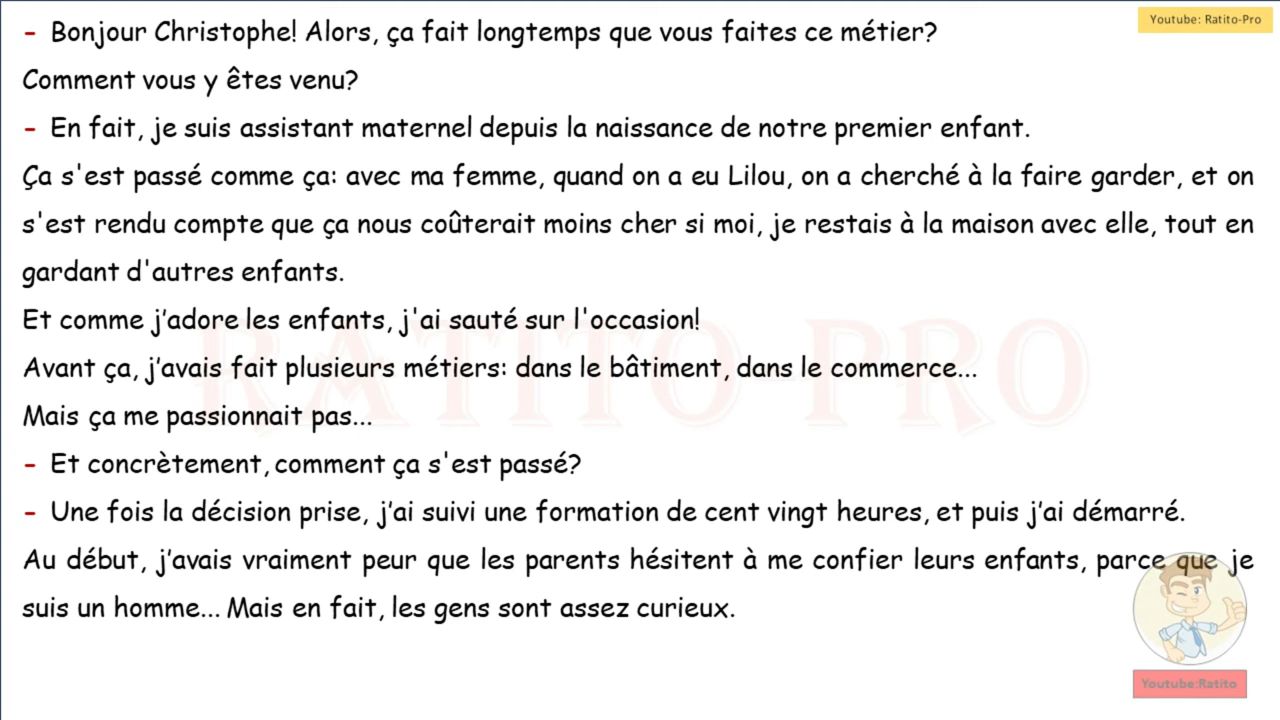 Youtube: Ratito-Pro
- Bonjour Christophe! Alors, ça fait longtemps que vous faites ce métier?
Comment vous y êtes venu?
- En fait, je suis assistant maternel depuis la naissance de notre premier enfant.
Ça s'est passé comme ça: avec ma femme, quand on a eu Lilou, on a cherché à la faire garder, et on
s'est rendu compte que ça nous coûterait moins cher si moi, je restais à la maison avec elle, tout en
gardant d'autres enfants.
Et comme j’adore les enfants, j'ai sauté sur l'occasion!
RATITO-PRO
Avant ça, j’avais fait plusieurs métiers: dans le bâtiment, dans le commerce...
Mais ça me passionnait pas...
- Et concrètement, comment ça s'est passé?
- Une fois la décision prise, j’ai suivi une formation de cent vingt heures, et puis j’ai démarré.
Au début, j’avais vraiment peur que les parents hésitent à me confier leurs enfants, parce que je
suis un homme... Mais en fait, les gens sont assez curieux.
Youtube:Ratito